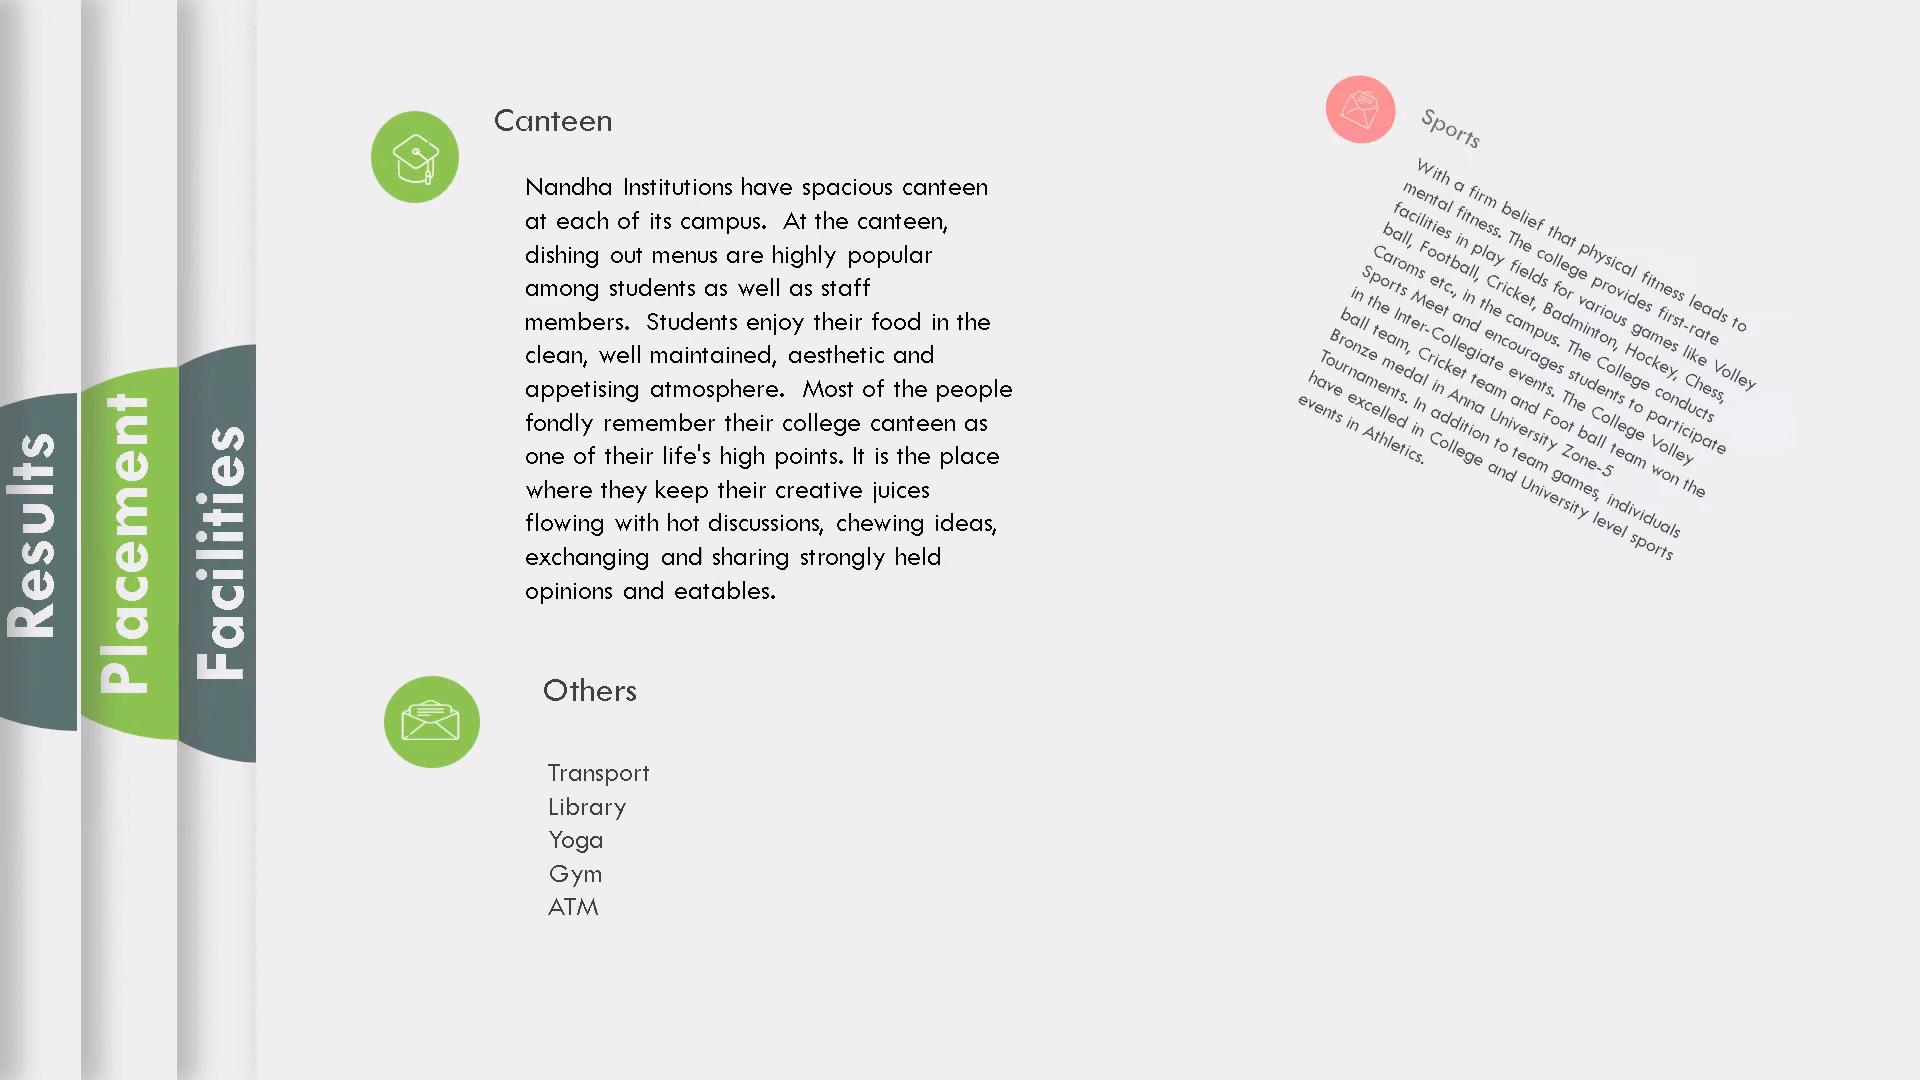 Results
Placement
Facilities
Canteen
Nandha Institutions have spacious canteen
at each of its campus.  At the canteen,
dishing out menus are highly popular
among students as well as staff
members.  Students enjoy their food in the
clean, well maintained, aesthetic and
appetising atmosphere.  Most of the people
fondly remember their college canteen as
one of their life's high points. It is the place
where they keep their creative juices
flowing with hot discussions, chewing ideas,
exchanging and sharing strongly held
opinions and eatables.
Others
Transport
Library
Yoga
Gym
ATM
Sports
With a firm belief that physical fitness leads to
mental fitness. The college provides first-rate
facilities in play fields for various games like Volley
ball, Football, Cricket, Badminton, Hockey, Chess,
Caroms etc., in the campus. The College conducts
Sports Meet and encourages students to participate
in the Inter-Collegiate events. The College Volley
ball team, Cricket team and Foot ball team won the
Bronze medal in Anna University Zone-5
Tournaments. In addition to team games, individuals
have excelled in College and University level sports
events in Athletics.